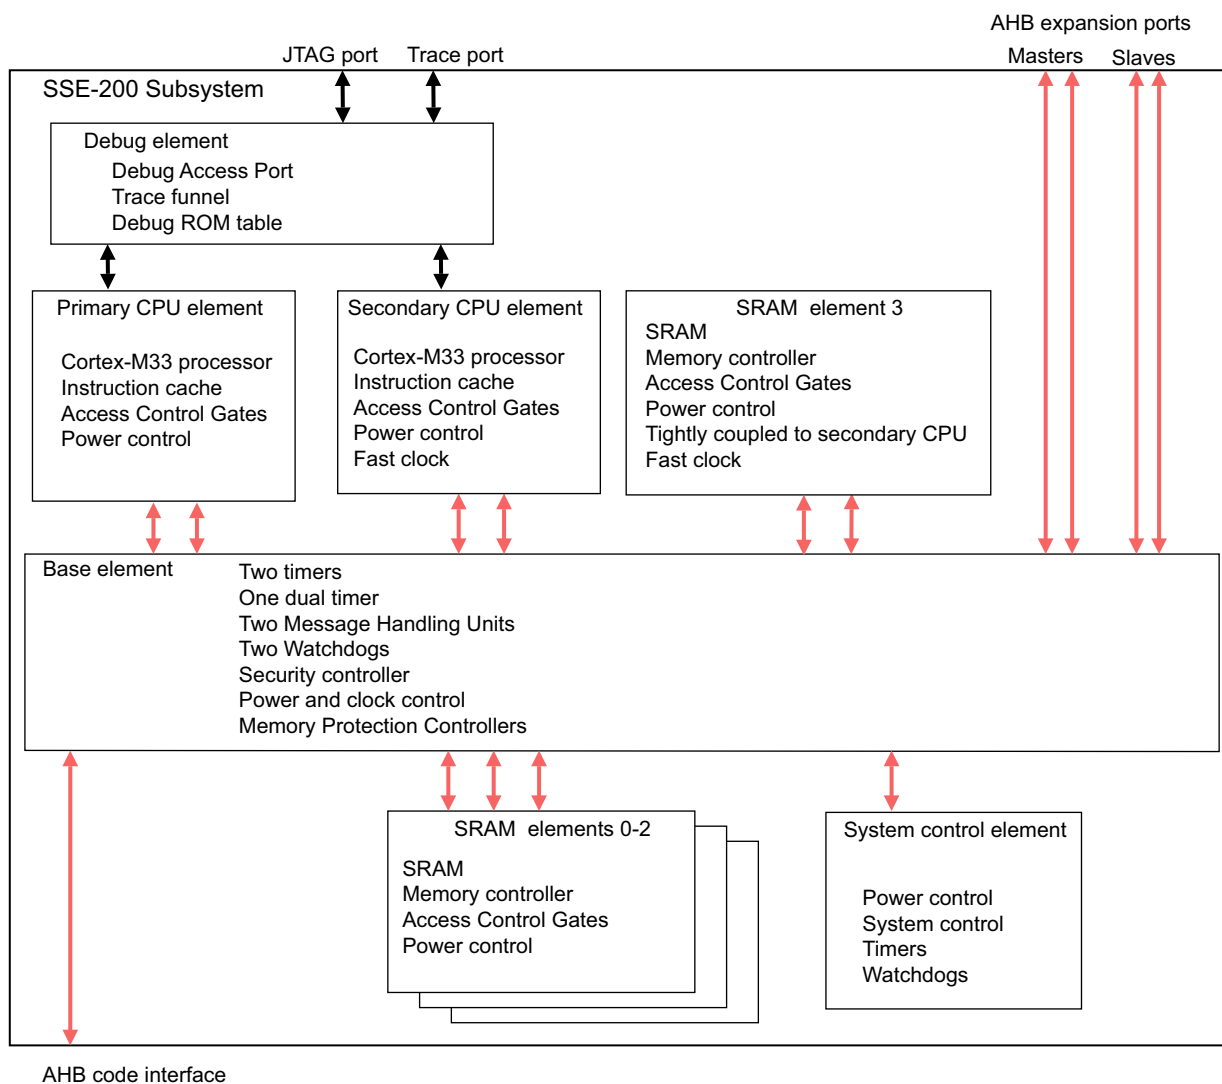 AHB expansion ports
JTAG port
Trace port
Masters
Slaves
SSE-200 Subsystem
Debug element
Debug Access Port
Trace funnel
Debug ROM table
Primary CPU element
Cortex-M33 processor
Instruction cache
Access Control Gates
Power control
Secondary CPU element
Cortex-M33 processor
Instruction cache
Access Control Gates
Power control
Fast clock
SRAM element 3
SRAM
Memory controller
Access Control Gates
Power control
Tightly coupled to secondary CPU
Fast clock
Base element
Two timers
One dual timer
Two Message Handling Units
Two Watchdogs
Security controller
Power and clock control
Memory Protection Controllers
SRAM elements 0-2
SRAM
Memory controller
Access Control Gates
Power control
System control element
Power control
System control
Timers
Watchdogs
AHB code interface